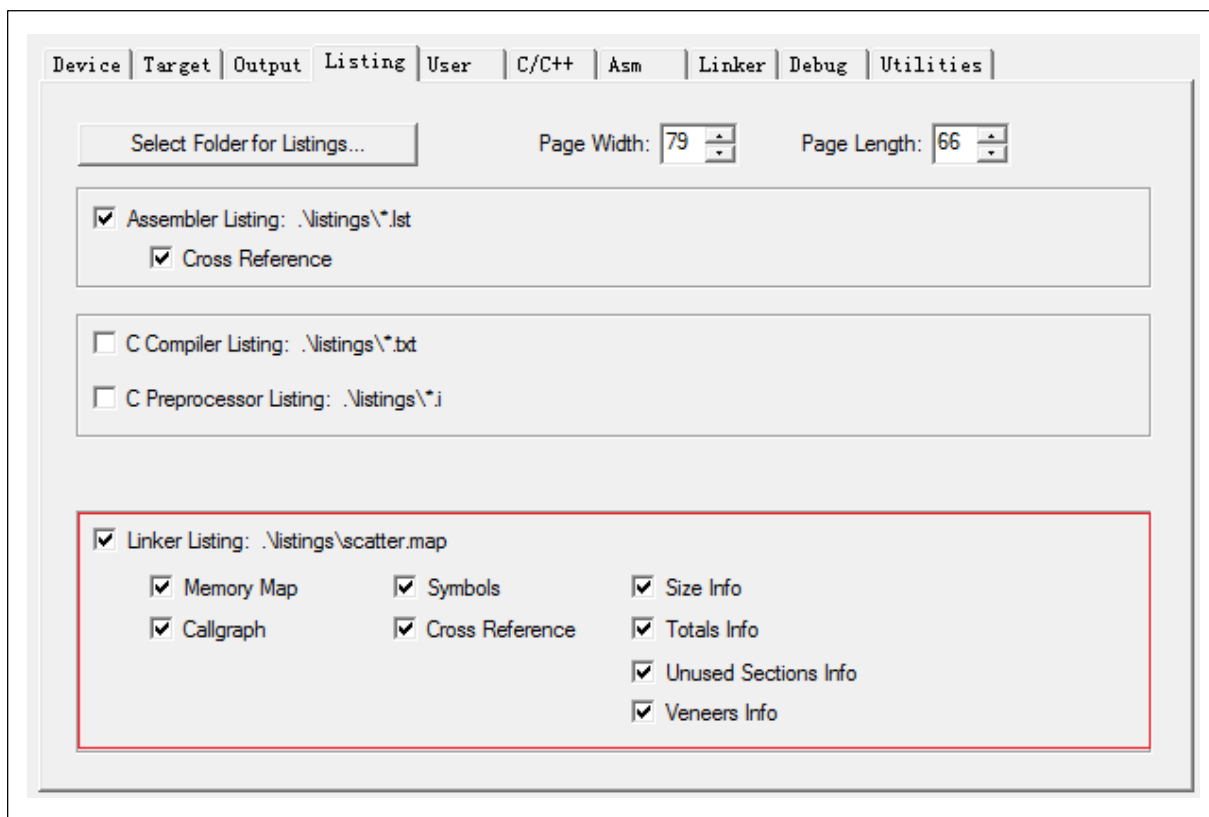 Device Target Output Listing User C/C++ Asm Linker Debug Utilities
Select Folder for Listings... Page Width: 79 Page Length: 66
Assembler Listing: .\listings\*.lst
Cross Reference
C Compiler Listing: .\listings\*.txt
C Preprocessor Listing: .\listings\*.i
Linker Listing: .\listings\scatter.map
Memory Map Symbols Size Info
Callgraph Cross Reference Totals Info
Unused Sections Info
Veneers Info